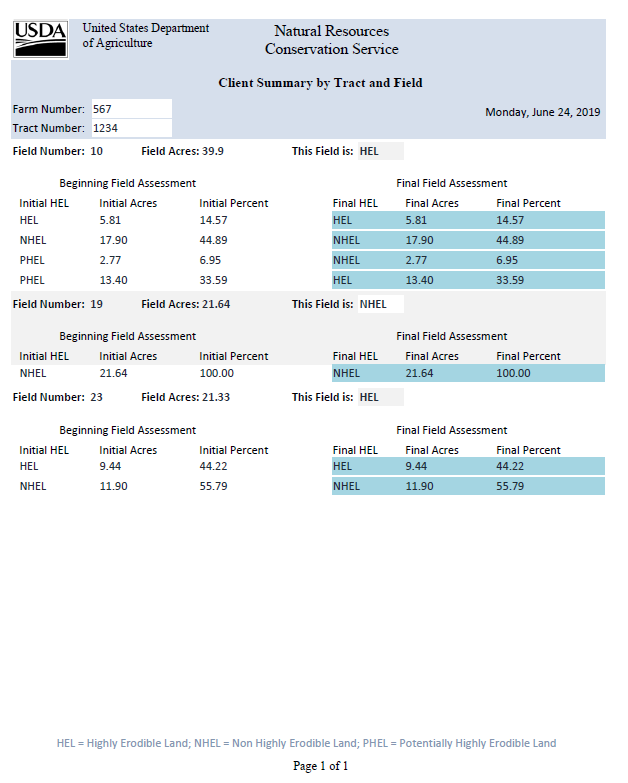 USDA United States Department of Agriculture
Natural Resources
Conservation Service
Client Summary by Tract and Field
Farm Number: 567
Monday, June 24, 2019
Tract Number: 1234
Field Number: 10 Field Acres: 39.9 This Field is: HEL
Beginning Field Assessment Final Field Assessment
Initial HEL Initial Acres Initial Percent Final HEL Final Acres Final Percent
HEL 5.81 14.57 HEL 5.81 14.57
NHEL 17.90 44.89 NHEL 17.90 44.89
PHEL 2.77 6.95 NHEL 2.77 6.95
PHEL 13.40 33.59 HEL 13.40 33.59
Field Number: 19 Field Acres: 21.64 This Field is: NHEL
Beginning Field Assessment Final Field Assessment
Initial HEL Initial Acres Initial Percent Final HEL Final Acres Final Percent
NHEL 21.64 100.00 NHEL 21.64 100.00
Field Number: 23 Field Acres: 21.33 This Field is: HEL
Beginning Field Assessment Final Field Assessment
Initial HEL Initial Acres Initial Percent Final HEL Final Acres Final Percent
HEL 9.44 44.22 HEL 9.44 44.22
NHEL 11.90 55.79 NHEL 11.90 55.79
HEL = Highly Erodible Land; NHEL = Non Highly Erodible Land; PHEL = Potentially Highly Erodible Land
Page 1 of 1